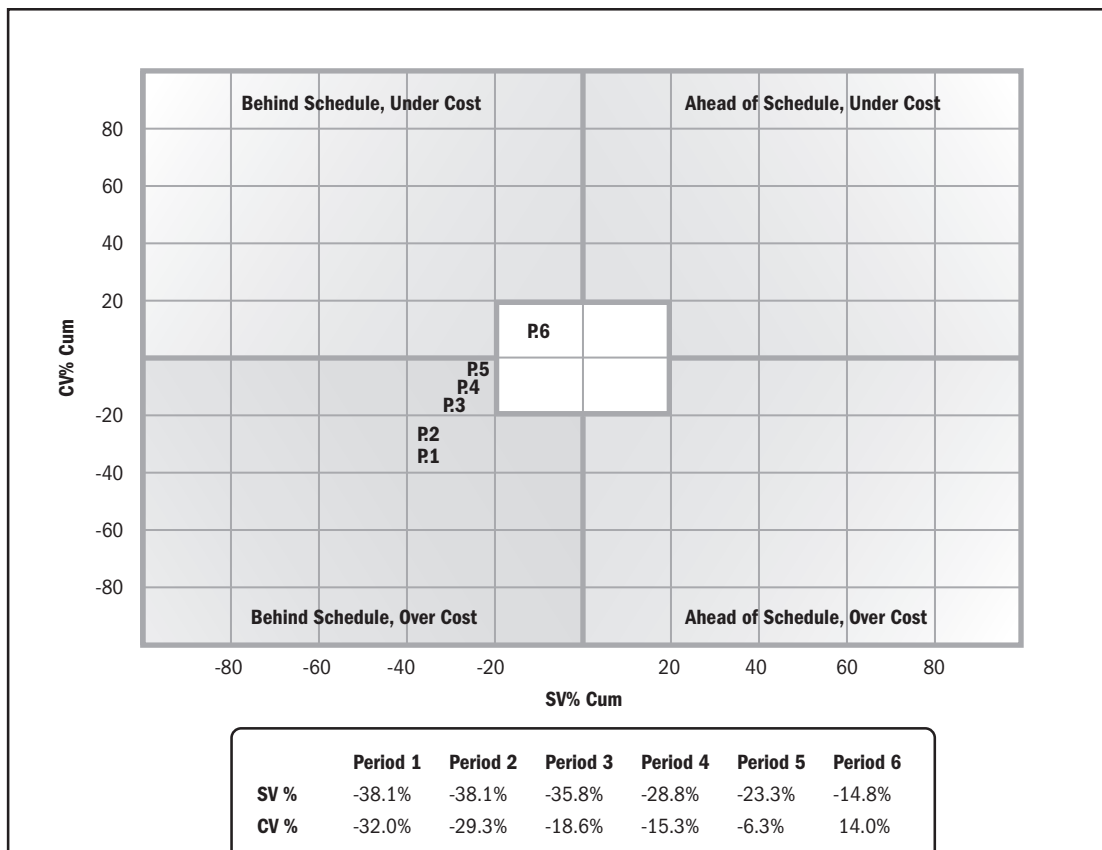 Behind Schedule, Under Cost
Ahead of Schedule, Under Cost
80
60
40
20
-20
-40
-60
-80
CV% Cum
P.6
P.5
P.4
P.3
P.2
P.1
Behind Schedule, Over Cost
Ahead of Schedule, Over Cost
-80 -60 -40 -20 20 40 60 80
SV% Cum
Period 1 Period 2 Period 3 Period 4 Period 5 Period 6
SV % -38.1% -38.1% -35.8% -28.8% -23.3% -14.8%
CV % -32.0% -29.3% -18.6% -15.3% -6.3% 14.0%